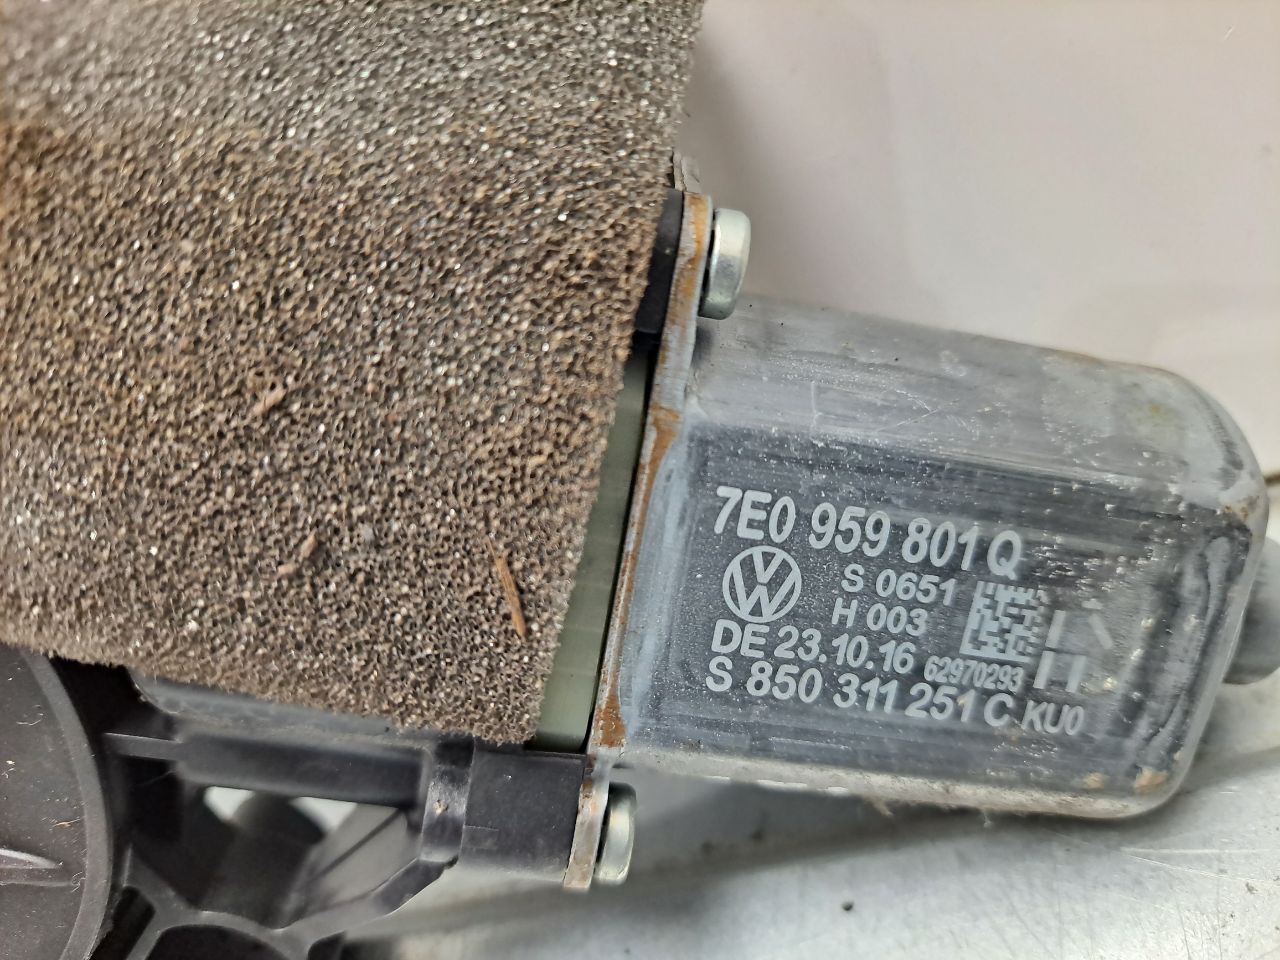 7E0 959 801 Q
S 0651
H 003
DE 23.10.16 62970293
S 850 311 251 C KU0